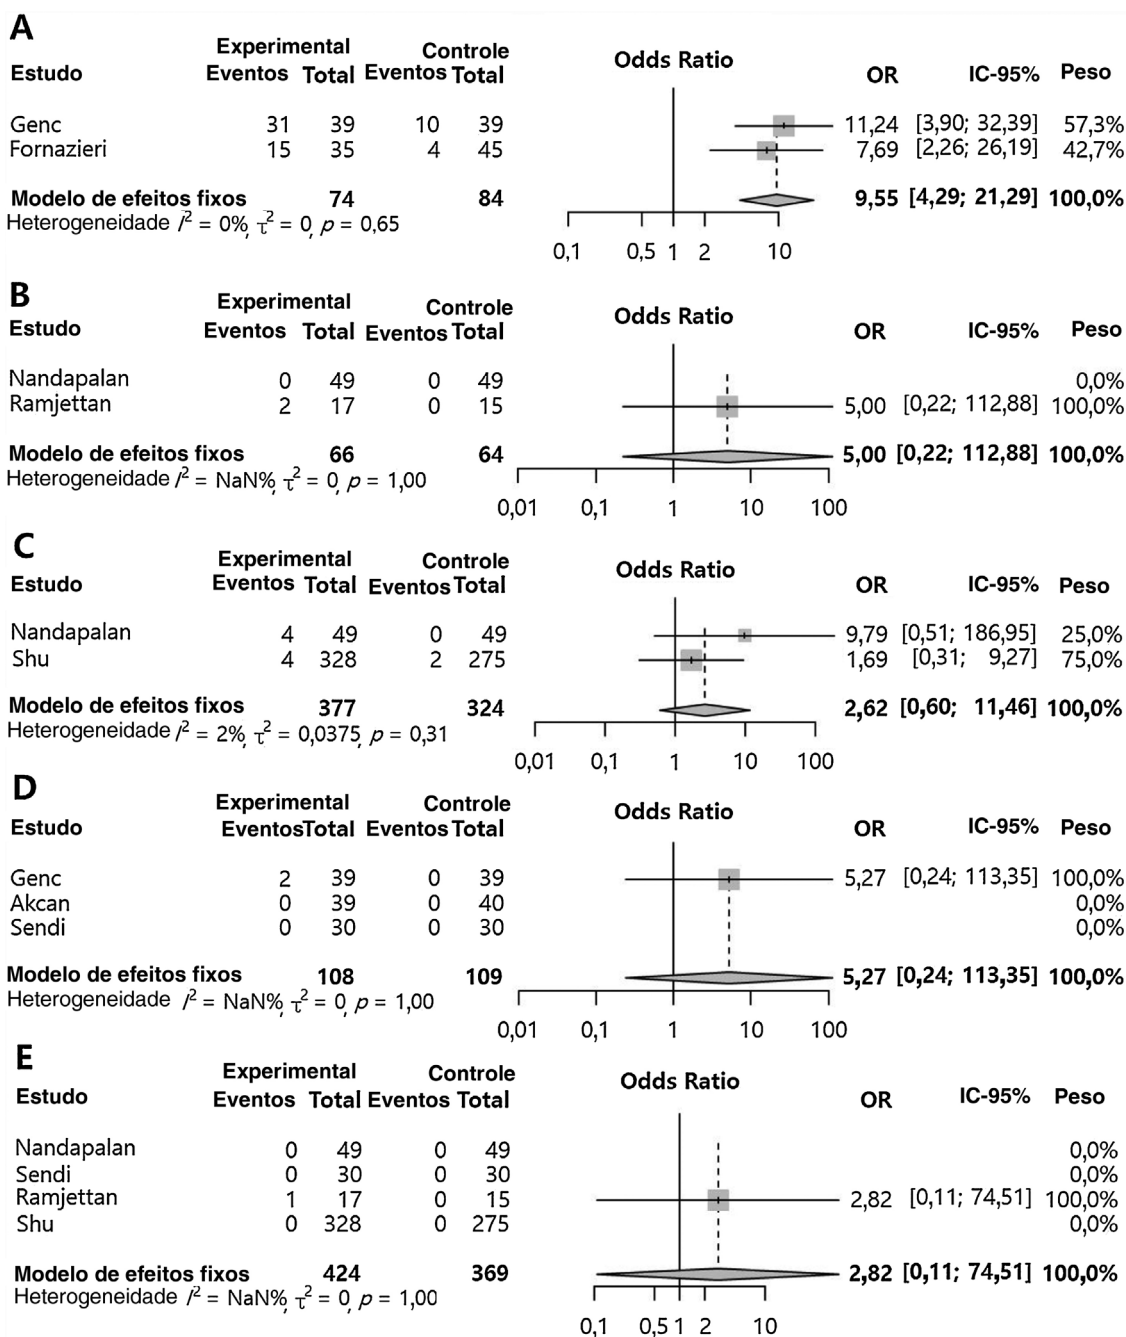 A
Experimental Controle
Odds Ratio
Estudo Eventos Total Eventos Total OR IC-95% Peso
Genc 31 39 10 39 11,24 [3,90; 32,39] 57,3%
Fornazieri 15 35 4 45 7,69 [2,26; 26,19] 42,7%
Modelo de efeitos fixos 74 84 9,55 [4,29; 21,29] 100,0%
Heterogeneidade I² = 0%, τ² = 0, p = 0,65
0,1 0,5 1 2 10
B
Experimental Controle
Odds Ratio
Estudo Eventos Total Eventos Total OR IC-95% Peso
Nandapalan 0 49 0 49 0,0%
Ramjettan 2 17 0 15 5,00 [0,22; 112,88] 100,0%
Modelo de efeitos fixos 66 64 5,00 [0,22; 112,88] 100,0%
Heterogeneidade I² = NaN%, τ² = 0, p = 1,00
0,01 0,1 1 10 100
C
Experimental Controle
Odds Ratio
Estudo Eventos Total Eventos Total OR IC-95% Peso
Nandapalan 4 49 0 49 9,79 [0,51; 186,95] 25,0%
Shu 4 328 2 275 1,69 [0,31; 9,27] 75,0%
Modelo de efeitos fixos 377 324 2,62 [0,60; 11,46] 100,0%
Heterogeneidade I² = 2%, τ² = 0,0375, p = 0,31
0,01 0,1 1 10 100
D
Experimental Controle
Odds Ratio
Estudo Eventos Total Eventos Total OR IC-95% Peso
Genc 2 39 0 39 5,27 [0,24; 113,35] 100,0%
Akcan 0 39 0 40 0,0%
Sendi 0 30 0 30 0,0%
Modelo de efeitos fixos 108 109 5,27 [0,24; 113,35] 100,0%
Heterogeneidade I² = NaN%, τ² = 0, p = 1,00
0,01 0,1 1 10 100
E
Experimental Controle
Odds Ratio
Estudo Eventos Total Eventos Total OR IC-95% Peso
Nandapalan 0 49 0 49 0,0%
Sendi 0 30 0 30 0,0%
Ramjettan 1 17 0 15 2,82 [0,11; 74,51] 100,0%
Shu 0 328 0 275 0,0%
Modelo de efeitos fixos 424 369 2,82 [0,11; 74,51] 100,0%
Heterogeneidade I² = NaN%, τ² = 0, p = 1,00
0,1 0,5 1 2 10